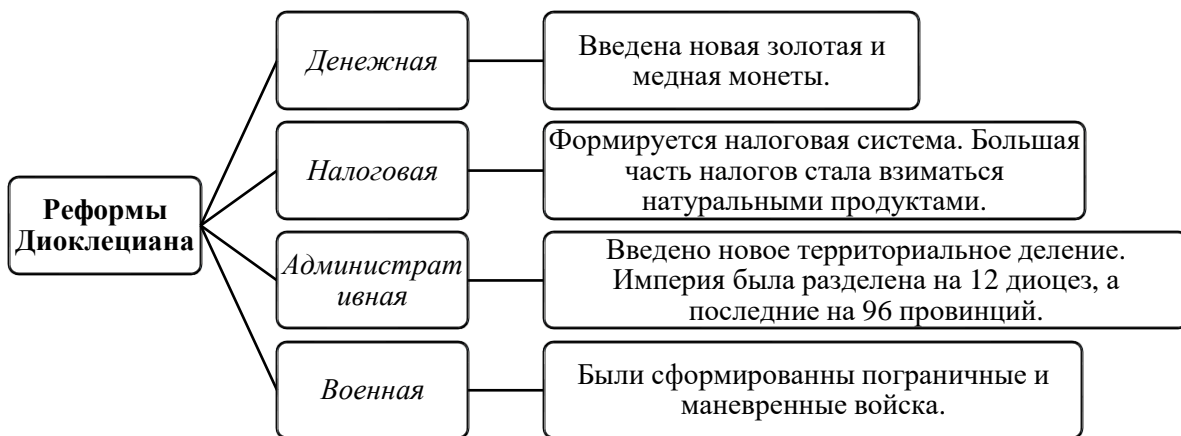 Реформы
Диоклециана
Денежная
Введена новая золотая и
медная монеты.
Налоговая
Формируется налоговая система. Большая
часть налогов стала взиматься
натуральными продуктами.
Административ
ивная
Введено новое территориальное деление.
Империя была разделена на 12 диоцез, а
последние на 96 провинций.
Военная
Были сформированны пограничные и
маневренные войска.